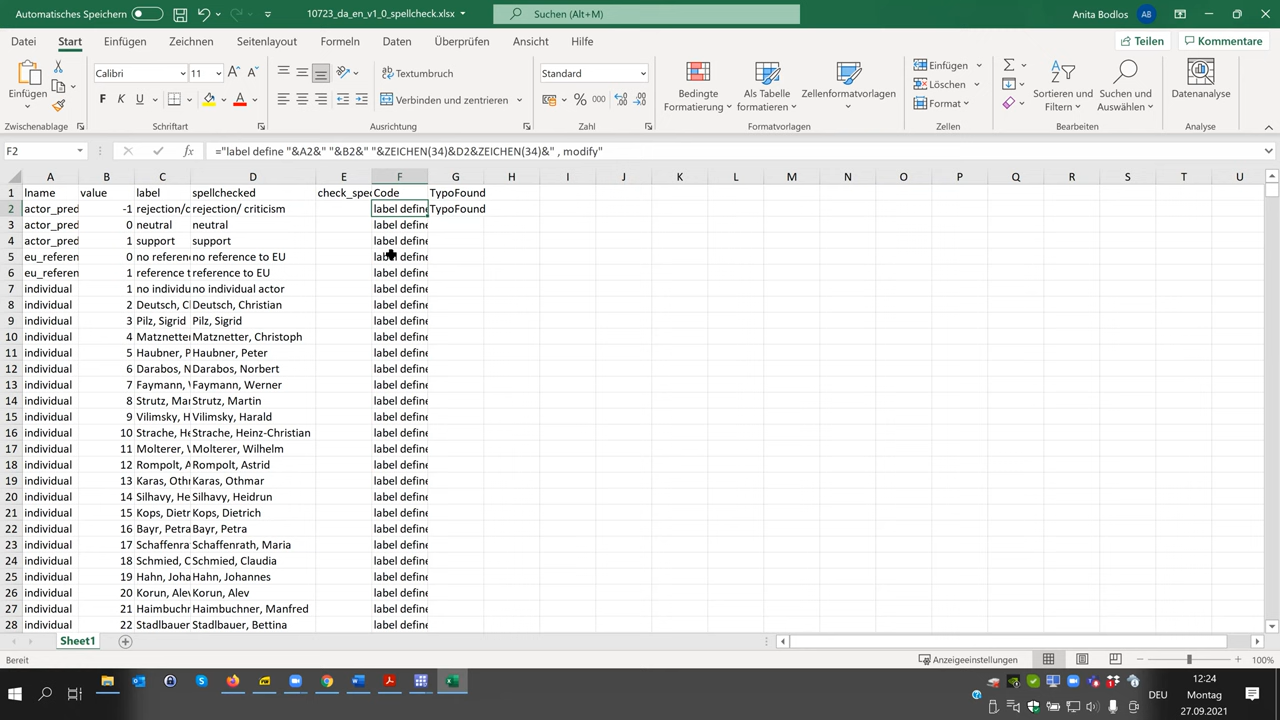 Automatisches Speichern
10723_da_en_v1_0_spellcheck.xlsx
Suchen (Alt+M)
Anita Bodlos
AB
Datei
Start
Einfügen
Zeichnen
Seitenlayout
Formeln
Daten
Überprüfen
Ansicht
Hilfe
Teilen
Kommentare
Einfügen
Calibri
11
F K U
Textumbruch
Verbinden und zentrieren
Standard
% 000
Bedingte
Formatierung
Als Tabelle
formatieren
Zellenformatvorlagen
Einfügen
Löschen
Format
Sortieren und
Filtern
Suchen und
Auswählen
Datenanalyse
Zwischenablage
Schriftart
Ausrichtung
Zahl
Formatvorlagen
Zellen
Bearbeiten
Analyse
F2
fx
="label define "&A2&" "&B2&" "&ZEICHEN(34)&D2&ZEICHEN(34)&" , modify"
A B C D E F G H I J K L M N O P Q R S T U
1 lname value label spellchecked check_spe Code TypoFound
2 actor_pred -1 rejection/c rejection/ criticism label define TypoFound
3 actor_pred 0 neutral neutral label define
4 actor_pred 1 support support label define
5 eu_referen 0 no referen no reference to EU label define
6 eu_referen 1 reference t reference to EU label define
7 individual 1 no individu no individual actor label define
8 individual 2 Deutsch, C Deutsch, Christian label define
9 individual 3 Pilz, Sigrid Pilz, Sigrid label define
10 individual 4 Matznetter Matznetter, Christoph label define
11 individual 5 Haubner, P Haubner, Peter label define
12 individual 6 Darabos, N Darabos, Norbert label define
13 individual 7 Faymann, W Faymann, Werner label define
14 individual 8 Strutz, Mar Strutz, Martin label define
15 individual 9 Vilimsky, H Vilimsky, Harald label define
16 individual 10 Strache, He Strache, Heinz-Christian label define
17 individual 11 Molterer, W Molterer, Wilhelm label define
18 individual 12 Rompolt, A Rompolt, Astrid label define
19 individual 13 Karas, Othr Karas, Othmar label define
20 individual 14 Silhavy, He Silhavy, Heidrun label define
21 individual 15 Kops, Dietr Kops, Dietrich label define
22 individual 16 Bayr, Petra Bayr, Petra label define
23 individual 17 Schaffenra Schaffenrath, Maria label define
24 individual 18 Schmied, C Schmied, Claudia label define
25 individual 19 Hahn, Joha Hahn, Johannes label define
26 individual 20 Korun, Alev Korun, Alev label define
27 individual 21 Haimbuchn Haimbuchner, Manfred label define
28 individual 22 Stadlbauer Stadlbauer, Bettina label define
Sheet1
Bereit
Anzeigeeinstellungen
100%
DEU
12:24
Montag
27.09.2021